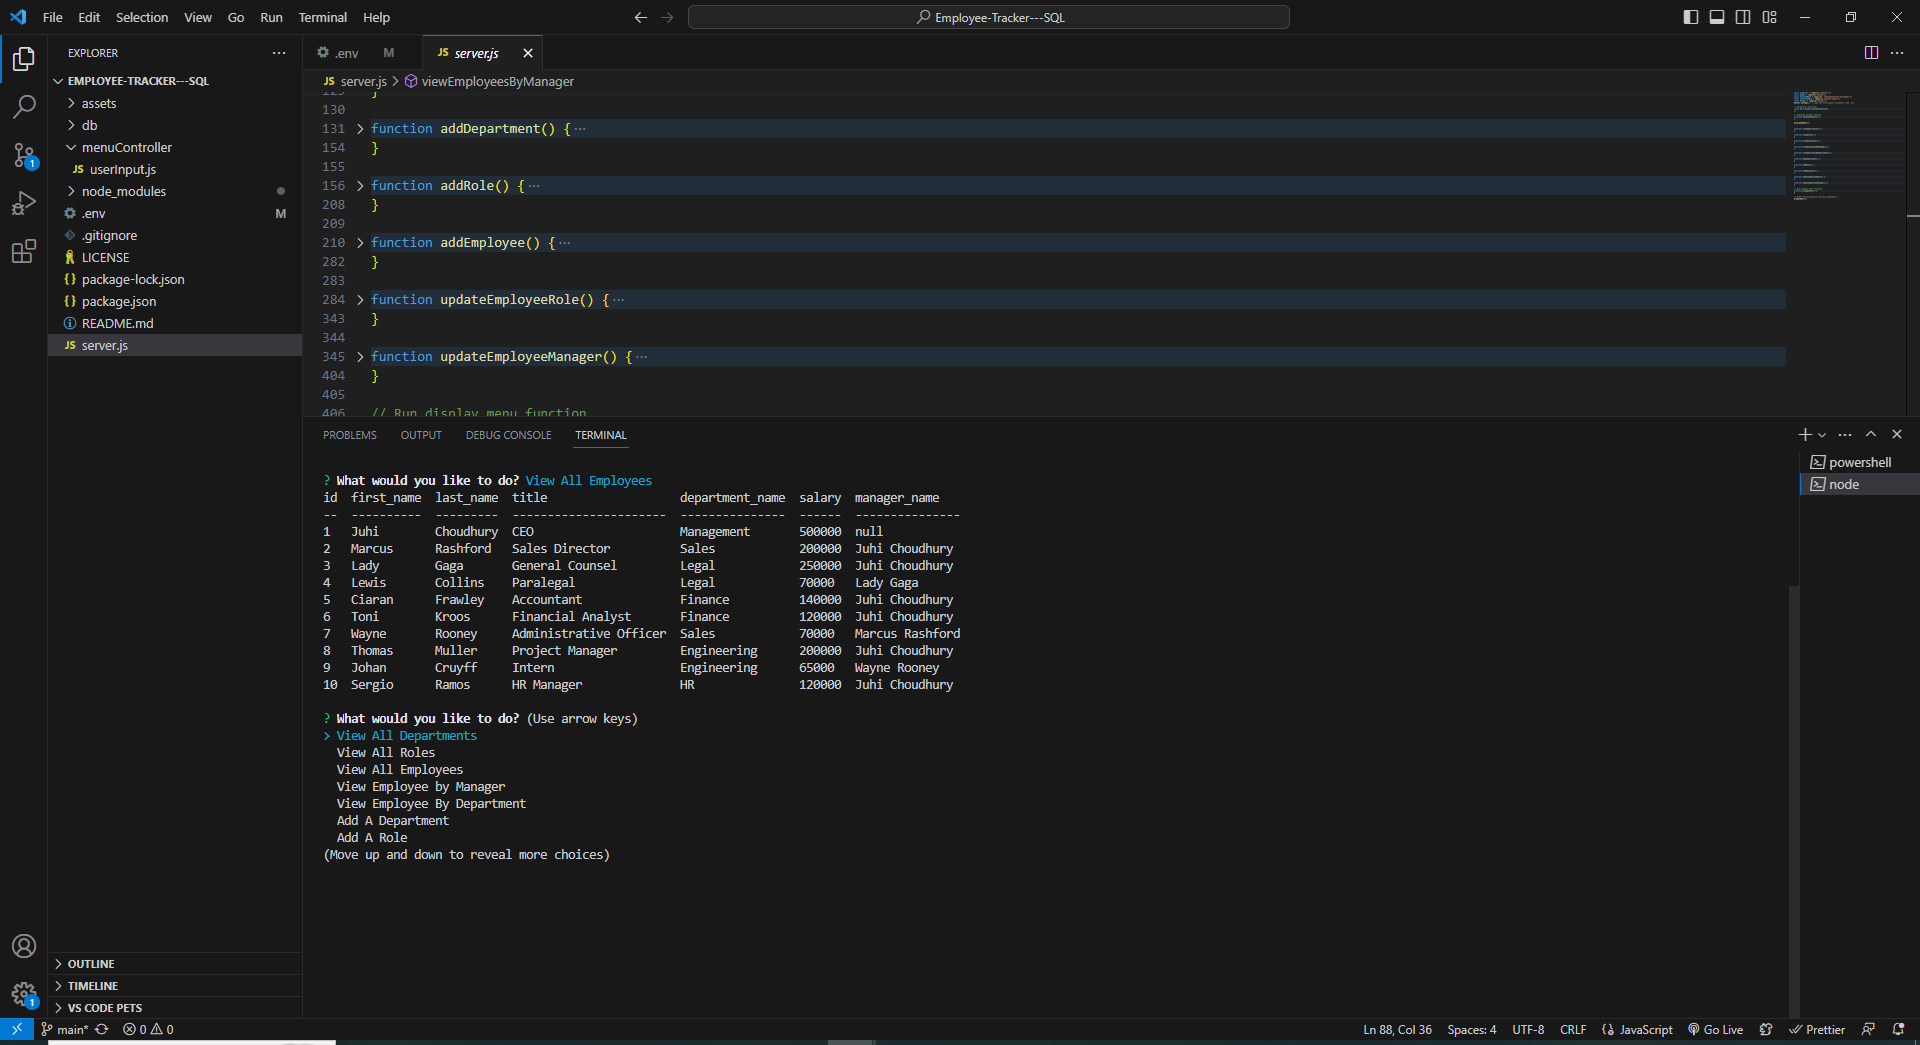 File Edit Selection View Go Run Terminal Help
Employee-Tracker---SQL
EXPLORER
EMPLOYEE-TRACKER---SQL
assets
db
menuController
JS userInput.js
node_modules
.env M
.gitignore
LICENSE
{} package-lock.json
{} package.json
README.md
JS server.js
OUTLINE
TIMELINE
VS CODE PETS
1
1
.env M JS server.js
JS server.js > viewEmployeesByManager
129 }
130
131 function addDepartment() { ···
154 }
155
156 function addRole() { ···
208 }
209
210 function addEmployee() { ···
282 }
283
284 function updateEmployeeRole() { ···
343 }
344
345 function updateEmployeeManager() { ···
404 }
405
406 // Run display menu function
PROBLEMS OUTPUT DEBUG CONSOLE TERMINAL
powershell
node
? What would you like to do? View All Employees
id first_name last_name title department_name salary manager_name
-- ---------- --------- ---------------------- --------------- ------ ---------------
1 Juhi Choudhury CEO Management 500000 null
2 Marcus Rashford Sales Director Sales 200000 Juhi Choudhury
3 Lady Gaga General Counsel Legal 250000 Juhi Choudhury
4 Lewis Collins Paralegal Legal 70000 Lady Gaga
5 Ciaran Frawley Accountant Finance 140000 Juhi Choudhury
6 Toni Kroos Financial Analyst Finance 120000 Juhi Choudhury
7 Wayne Rooney Administrative Officer Sales 70000 Marcus Rashford
8 Thomas Muller Project Manager Engineering 200000 Juhi Choudhury
9 Johan Cruyff Intern Engineering 65000 Wayne Rooney
10 Sergio Ramos HR Manager HR 120000 Juhi Choudhury
? What would you like to do? (Use arrow keys)
> View All Departments
View All Roles
View All Employees
View Employee by Manager
View Employee By Department
Add A Department
Add A Role
(Move up and down to reveal more choices)
main* 0 0 Ln 88, Col 36 Spaces: 4 UTF-8 CRLF JavaScript Go Live Prettier